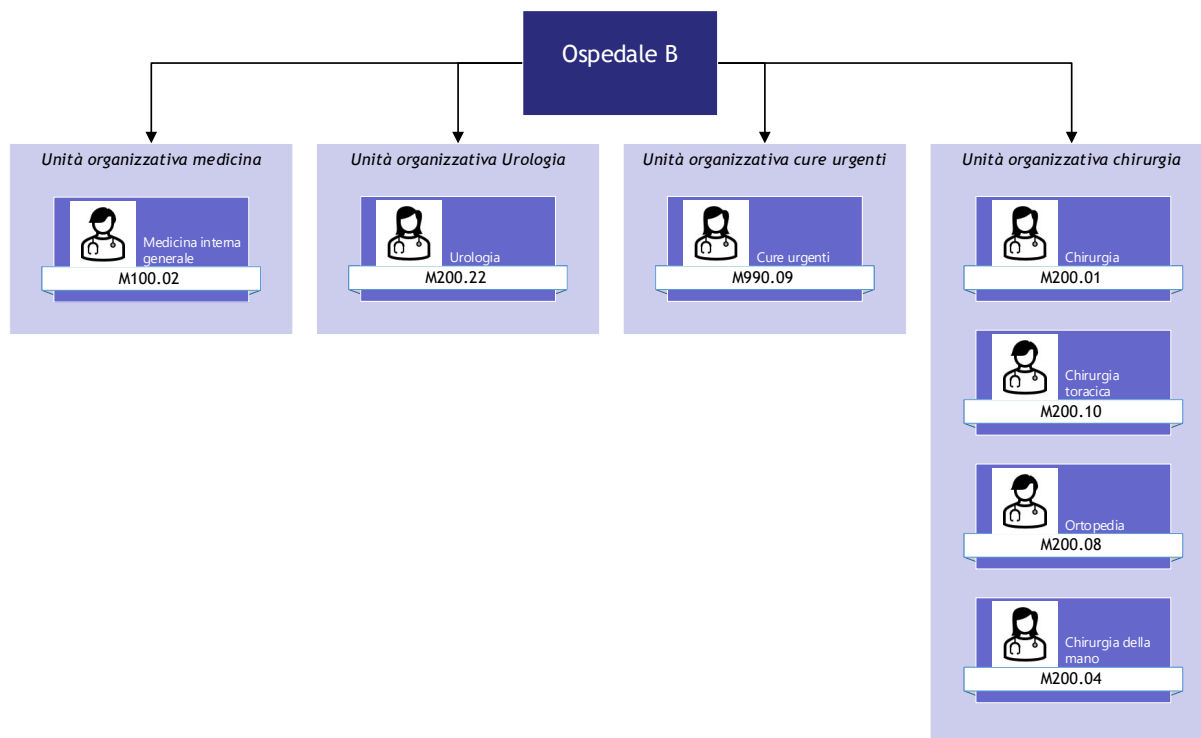 Ospedale B
Unità organizzativa medicina
Medicina interna
generale
M100.02
Unità organizzativa Urologia
Urologia
M200.22
Unità organizzativa cure urgenti
Cure urgenti
M990.09
Unità organizzativa chirurgia
Chirurgia
M200.01
Chirurgia
toracica
M200.10
Ortopedia
M200.08
Chirurgia della
mano
M200.04